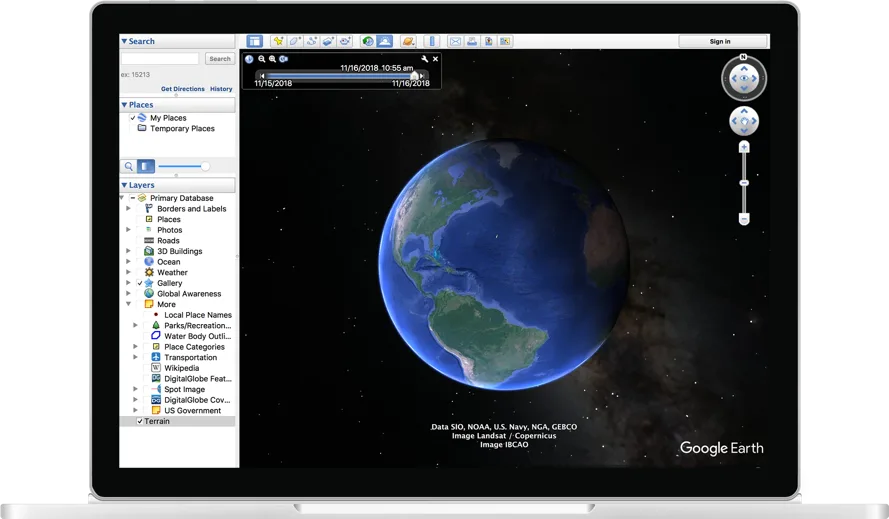 Search
Search
ex: 15213
Get Directions History
Places
My Places
Temporary Places
Layers
Primary Database
Borders and Labels
Places
Photos
Roads
3D Buildings
Ocean
Weather
Gallery
Global Awareness
More
Local Place Names
Parks/Recreation...
Water Body Outli...
Place Categories
Transportation
Wikipedia
DigitalGlobe Feat...
Spot Image
DigitalGlobe Cov...
US Government
Terrain
Sign in
11/16/2018 10:55 am
11/15/2018 11/16/2018
N
Data SIO, NOAA, U.S. Navy, NGA, GEBCO
Image Landsat / Copernicus
Image IBCAO
Google Earth